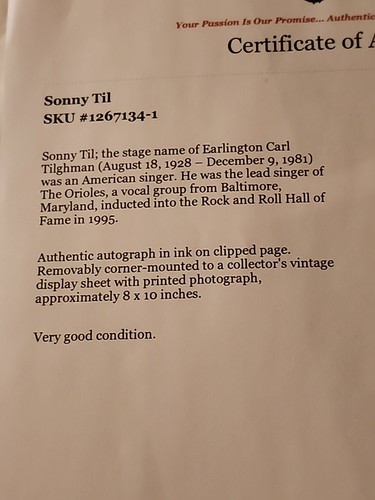 Your Passion Is Our Promise... Authentic
Certificate of A
Sonny Til
SKU #1267134-1
Sonny Til; the stage name of Earlington Carl
Tilghman (August 18, 1928 – December 9, 1981)
was an American singer. He was the lead singer of
The Orioles, a vocal group from Baltimore,
Maryland, inducted into the Rock and Roll Hall of
Fame in 1995.
Authentic autograph in ink on clipped page.
Removably corner-mounted to a collector's vintage
display sheet with printed photograph,
approximately 8 x 10 inches.
Very good condition.